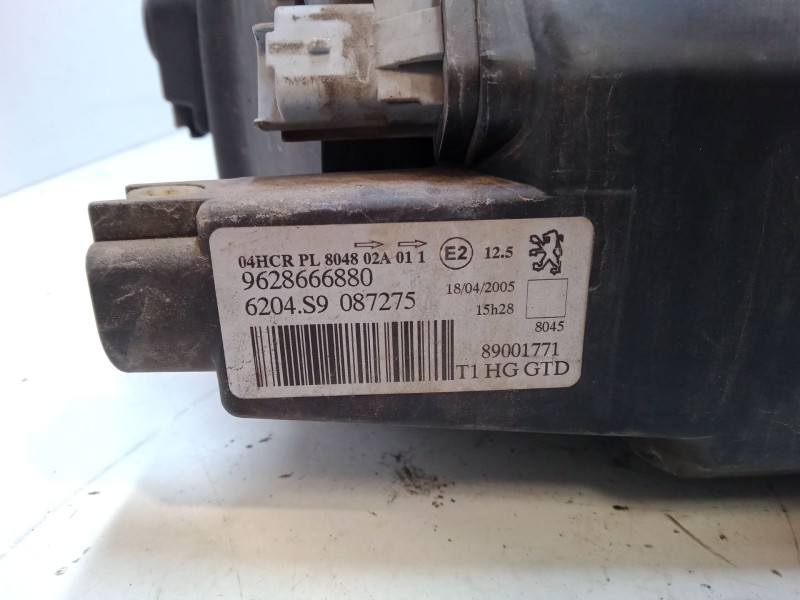 04HCR PL 8048 02A 01 1 E2 12.5
9628666880 18/04/2005
6204.S9 087275 15h28
8045
89001771
T1 HG GTD